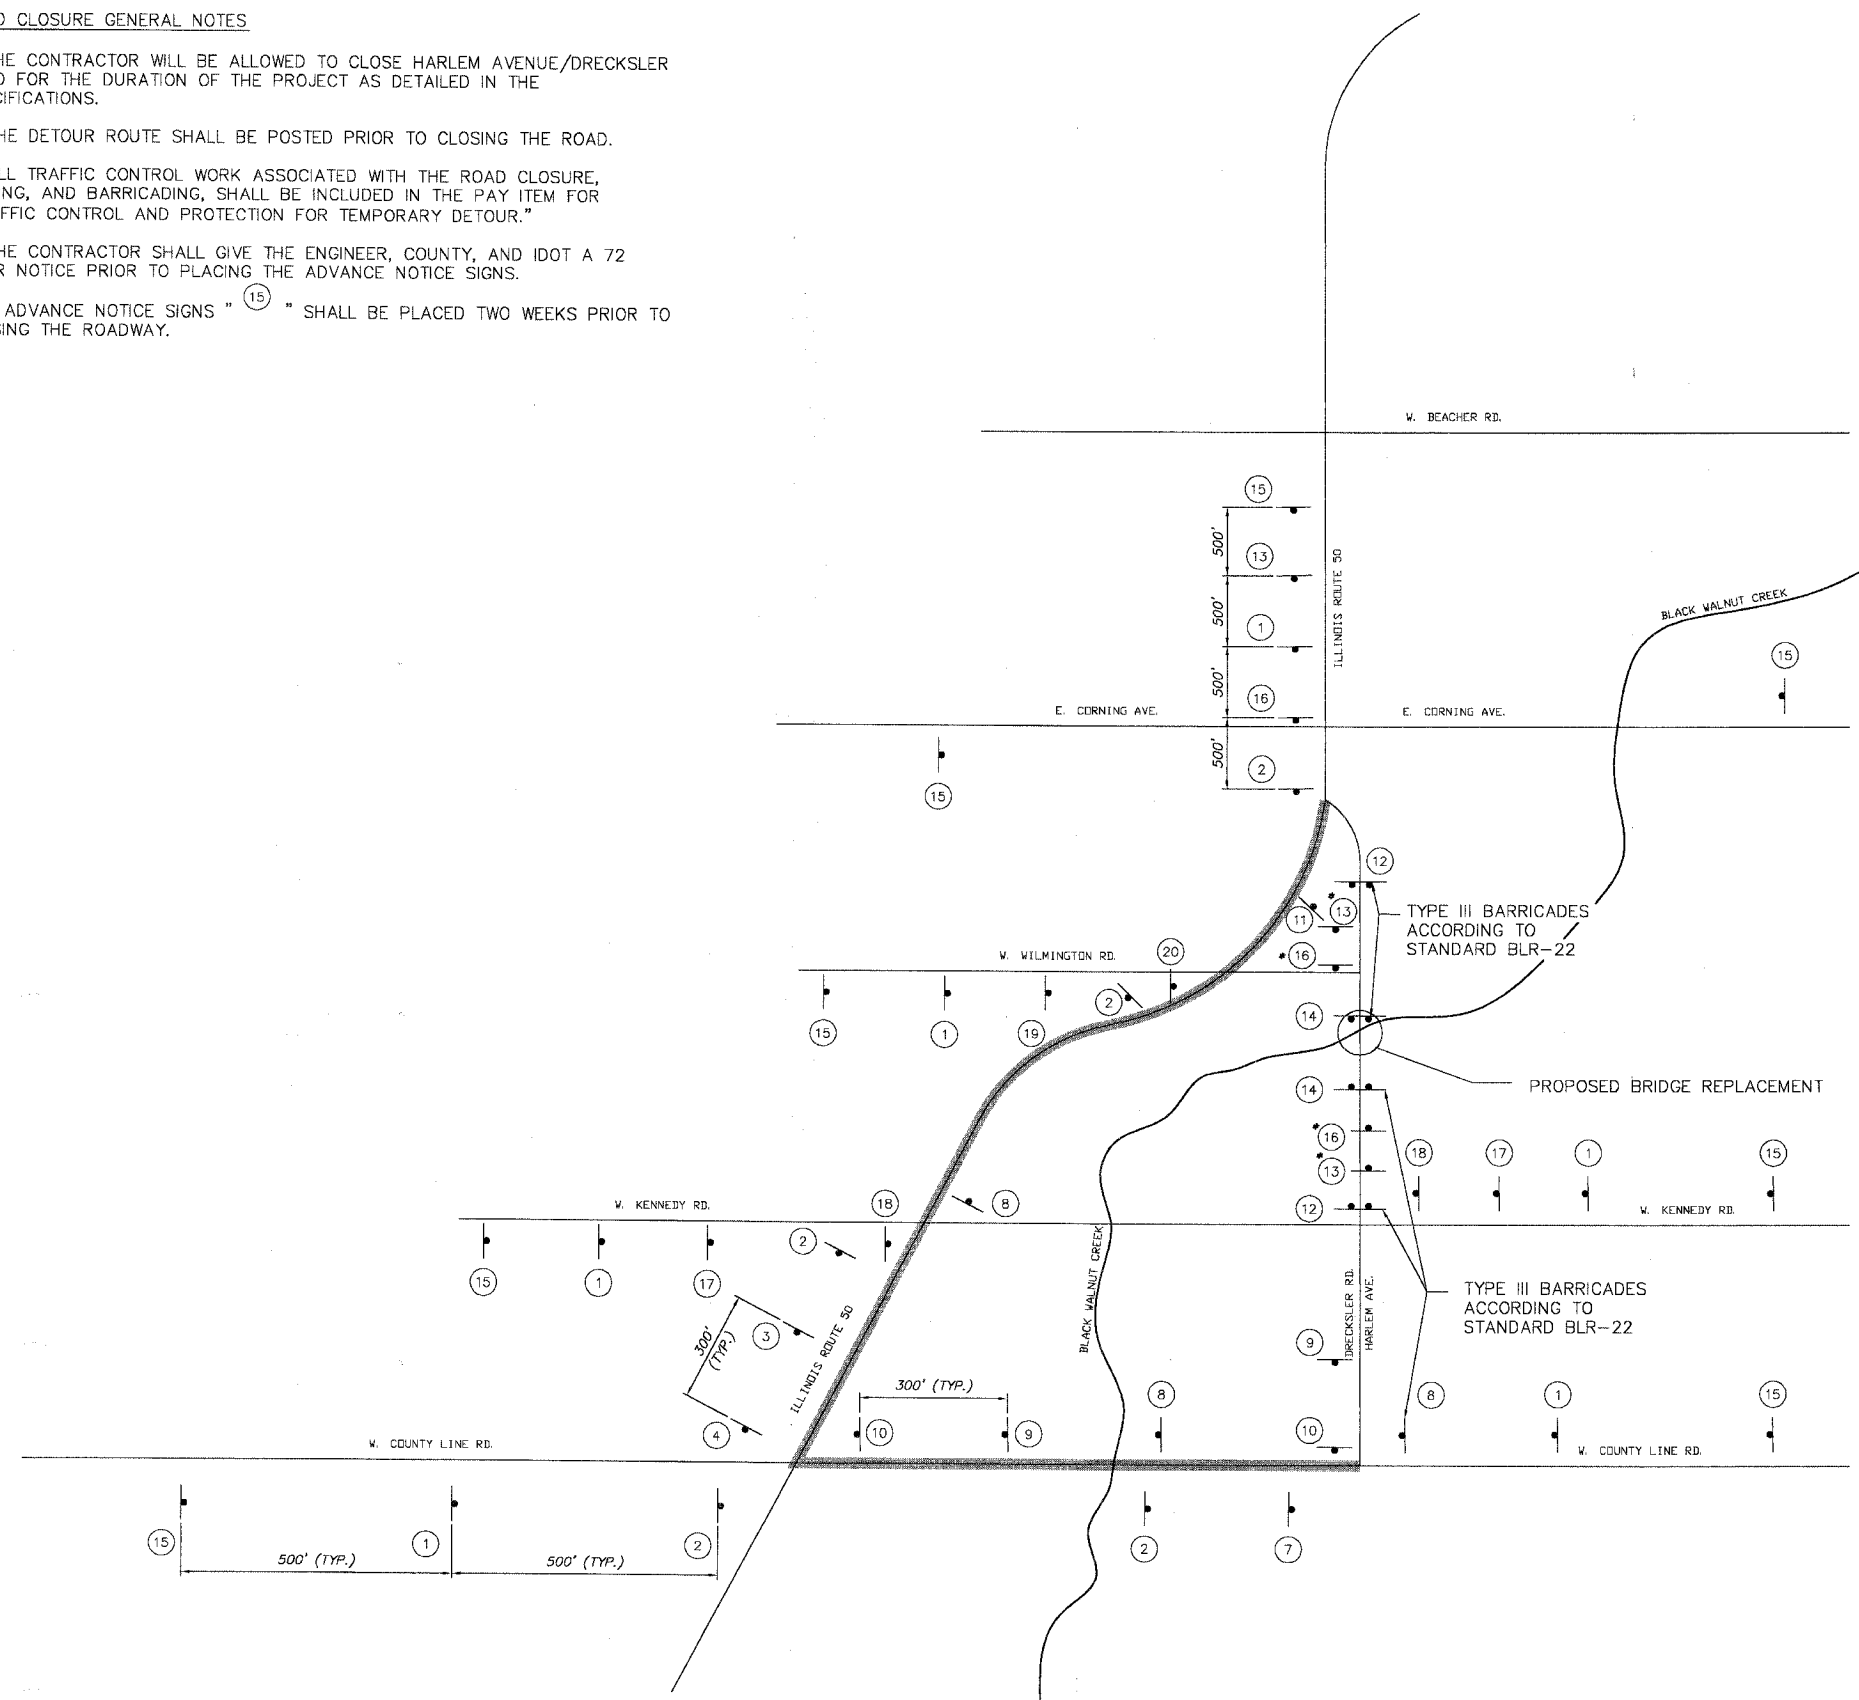 D CLOSURE GENERAL NOTES
HE CONTRACTOR WILL BE ALLOWED TO CLOSE HARLEM AVENUE/DRECKSLER
D FOR THE DURATION OF THE PROJECT AS DETAILED IN THE
CIFICATIONS.
HE DETOUR ROUTE SHALL BE POSTED PRIOR TO CLOSING THE ROAD.
LL TRAFFIC CONTROL WORK ASSOCIATED WITH THE ROAD CLOSURE,
NG, AND BARRICADING, SHALL BE INCLUDED IN THE PAY ITEM FOR
FFIC CONTROL AND PROTECTION FOR TEMPORARY DETOUR."
HE CONTRACTOR SHALL GIVE THE ENGINEER, COUNTY, AND IDOT A 72
R NOTICE PRIOR TO PLACING THE ADVANCE NOTICE SIGNS.
ADVANCE NOTICE SIGNS " 15 " SHALL BE PLACED TWO WEEKS PRIOR TO
ING THE ROADWAY.
W. BEACHER RD.
15
500'
13
500'
1
500'
16
500'
2
ILLINOIS ROUTE 50
BLACK WALNUT CREEK
15
E. CORNING AVE.
E. CORNING AVE.
15
12
* 13
11
TYPE III BARRICADES
ACCORDING TO
STANDARD BLR-22
* 16
W. WILMINGTON RD.
20
2
15
1
19
14
PROPOSED BRIDGE REPLACEMENT
14
* 16
* 13
12
18
17
1
15
W. KENNEDY RD.
W. KENNEDY RD.
18
8
2
15
1
17
3
300'
(TYP.)
4
ILLINOIS ROUTE 50
BLACK WALNUT CREEK
DRECKSLER RD.
HARLEM AVE.
TYPE III BARRICADES
ACCORDING TO
STANDARD BLR-22
300' (TYP.)
10
9
8
9
10
8
1
15
W. COUNTY LINE RD.
W. COUNTY LINE RD.
15
1
2
500' (TYP.)
500' (TYP.)
2
7